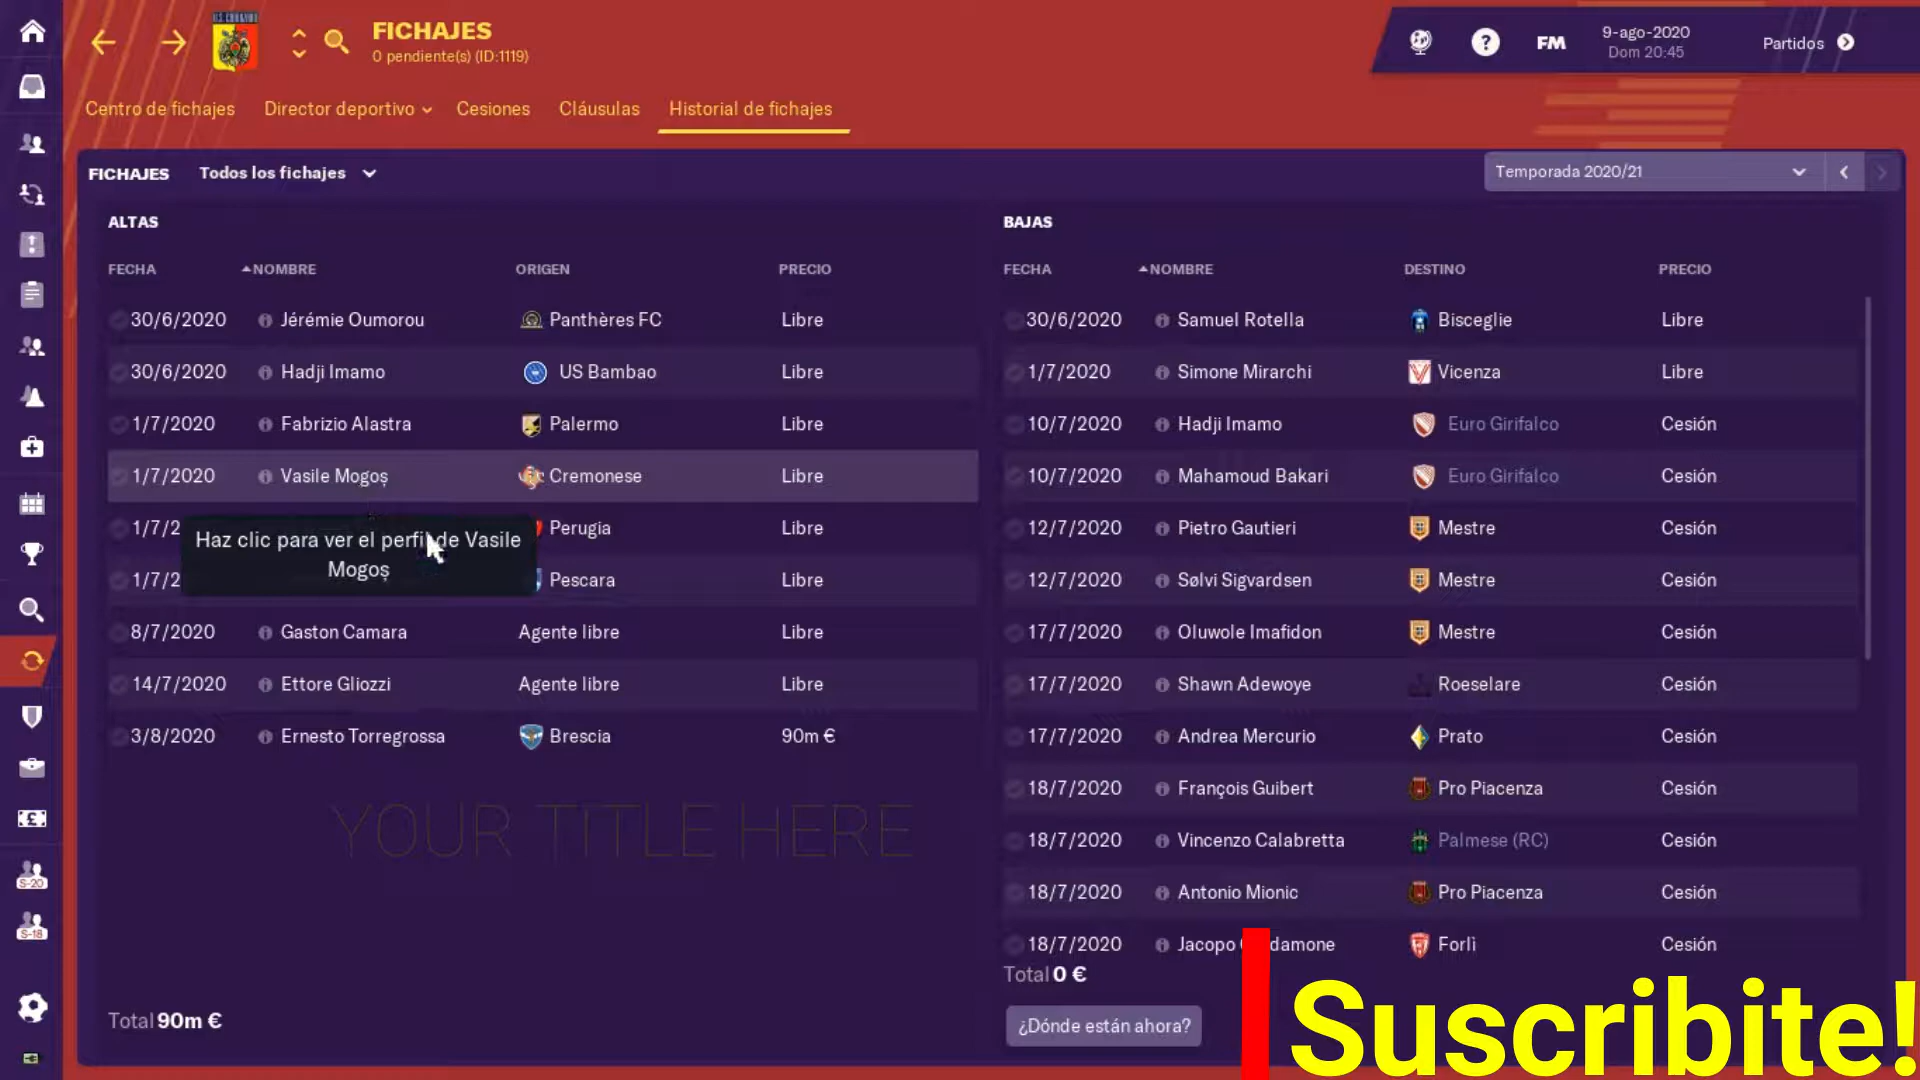 FICHAJES
0 pendiente(s) (ID:1119)
FM
9-ago-2020
Dom 20:45
Partidos
Centro de fichajes
Director deportivo
Cesiones
Cláusulas
Historial de fichajes
FICHAJES
Todos los fichajes
Temporada 2020/21
ALTAS
FECHA NOMBRE ORIGEN PRECIO
30/6/2020 Jérémie Oumorou Panthères FC Libre
30/6/2020 Hadji Imamo US Bambao Libre
1/7/2020 Fabrizio Alastra Palermo Libre
1/7/2020 Vasile Mogoș Cremonese Libre
1/7/2 Perugia Libre
1/7/2 Pescara Libre
Haz clic para ver el perfil de Vasile
Mogoș
8/7/2020 Gaston Camara Agente libre Libre
14/7/2020 Ettore Gliozzi Agente libre Libre
3/8/2020 Ernesto Torregrossa Brescia 90m €
YOUR TITLE HERE
Total 90m €
BAJAS
FECHA NOMBRE DESTINO PRECIO
30/6/2020 Samuel Rotella Bisceglie Libre
1/7/2020 Simone Mirarchi Vicenza Libre
10/7/2020 Hadji Imamo Euro Girifalco Cesión
10/7/2020 Mahamoud Bakari Euro Girifalco Cesión
12/7/2020 Pietro Gautieri Mestre Cesión
12/7/2020 Sølvi Sigvardsen Mestre Cesión
17/7/2020 Oluwole Imafidon Mestre Cesión
17/7/2020 Shawn Adewoye Roeselare Cesión
17/7/2020 Andrea Mercurio Prato Cesión
18/7/2020 François Guibert Pro Piacenza Cesión
18/7/2020 Vincenzo Calabretta Palmese (RC) Cesión
18/7/2020 Antonio Mionic Pro Piacenza Cesión
18/7/2020 Jacopo damone Forlì Cesión
Total 0 €
¿Dónde están ahora?
Suscribite!
S-20
S-18